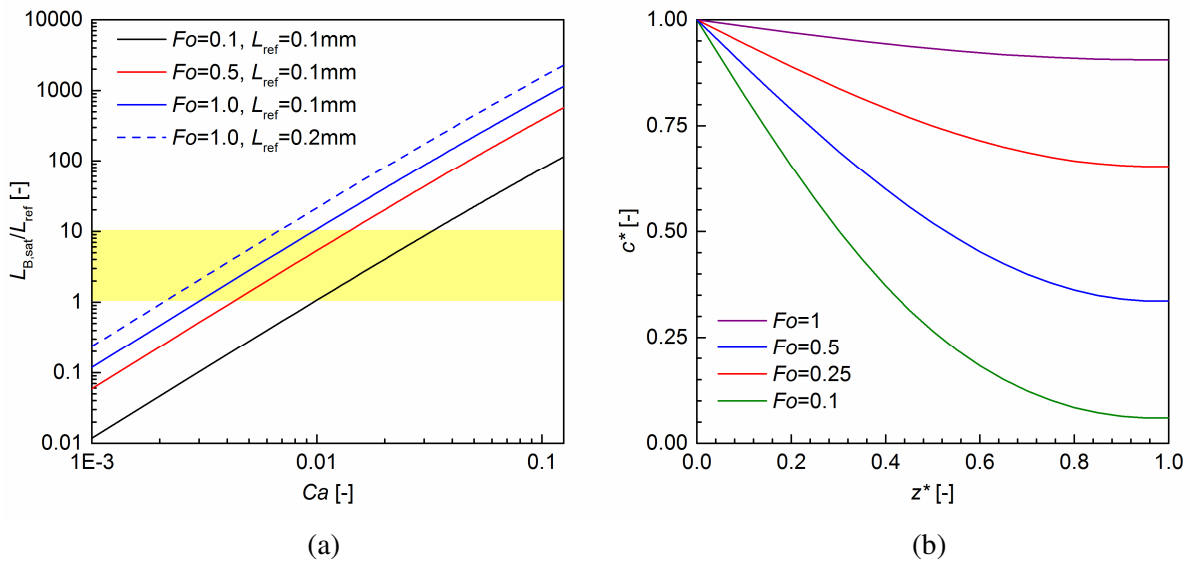 10000
1000
100
10
1
0.1
0.01
L_B,sat/L_ref [-]
Fo=0.1, L_ref=0.1mm
Fo=0.5, L_ref=0.1mm
Fo=1.0, L_ref=0.1mm
Fo=1.0, L_ref=0.2mm
1E-3 0.01 0.1
Ca [-]
(a)
1.00
0.75
0.50
0.25
0.00
c* [-]
Fo=1
Fo=0.5
Fo=0.25
Fo=0.1
0.0 0.2 0.4 0.6 0.8 1.0
z* [-]
(b)